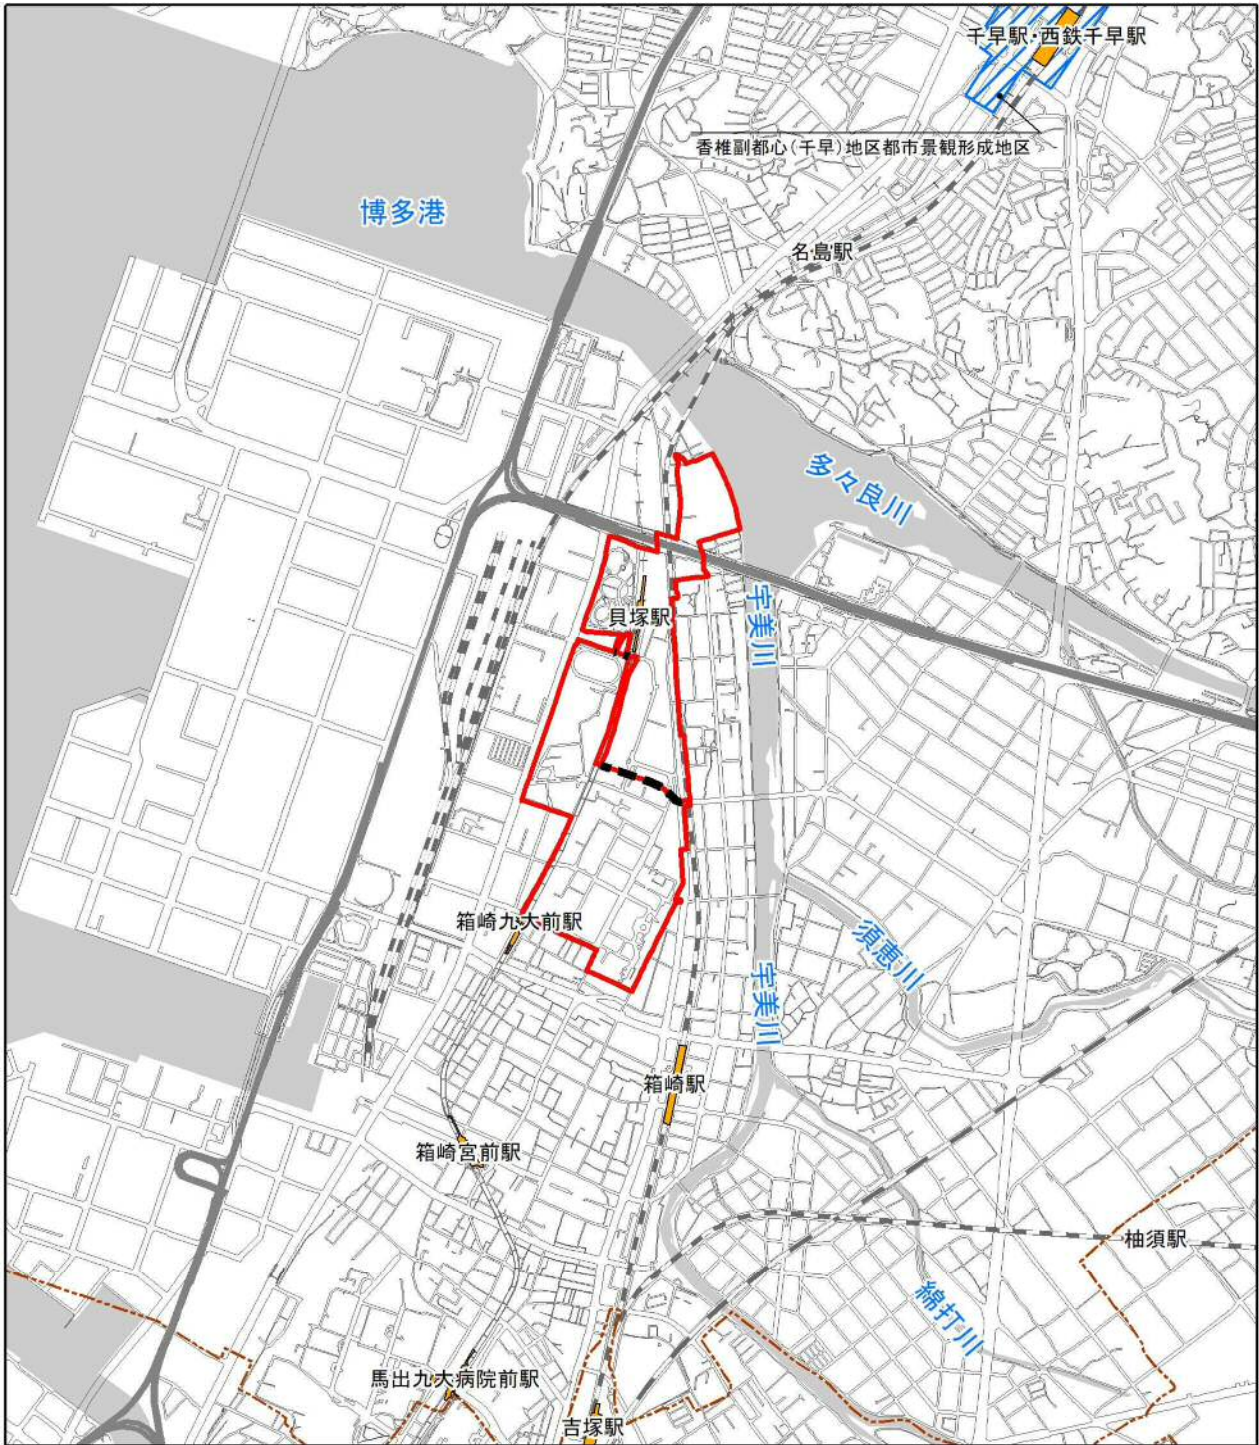 千早駅・西鉄千早駅
香椎副都心(千早)地区都市景観形成地区
博多港
名島駅
多々良川
貝塚駅
宇美川
箱崎九大前駅
須恵川
宇美川
箱崎駅
箱崎宮前駅
柚須駅
綿打川
馬出九大病院前駅
吉塚駅